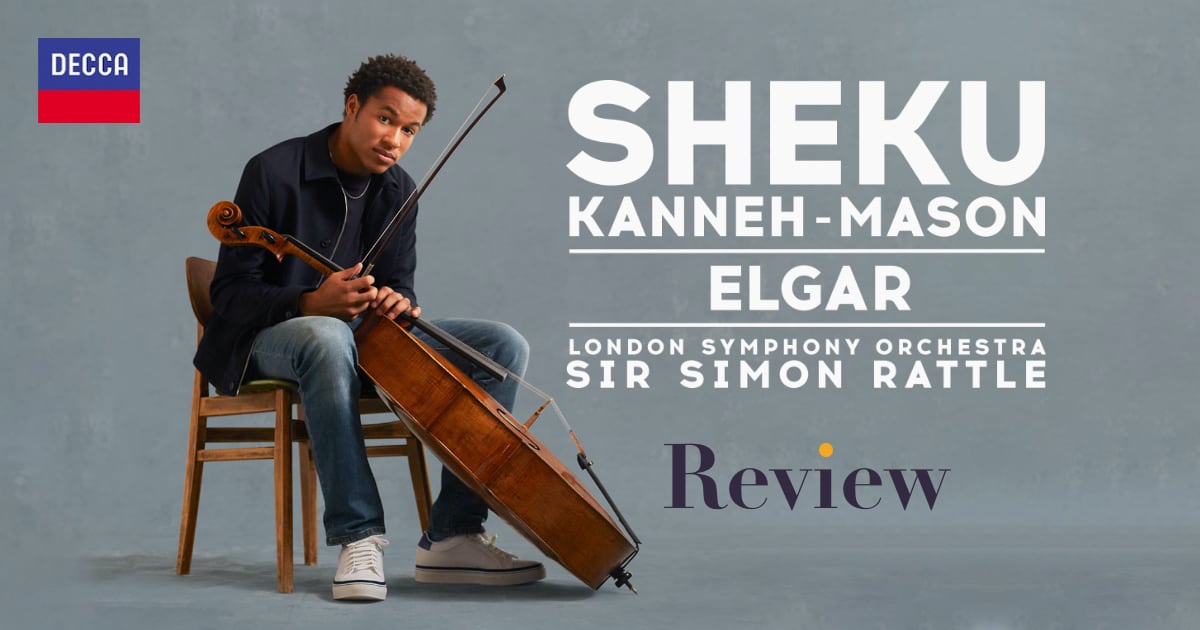 DECCA
SHEKU
KANNEH-MASON
ELGAR
LONDON SYMPHONY ORCHESTRA
SIR SIMON RATTLE
Review